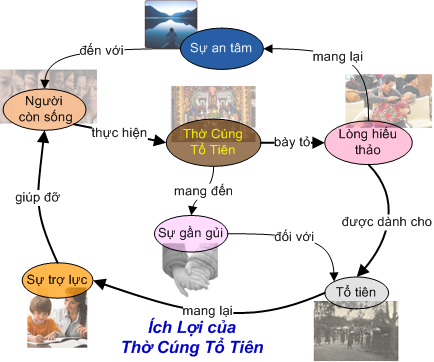 Sự an tâm
đến với
mang lại
Người
còn sống
thực hiện
Thờ Cúng
Tổ Tiên
bày tỏ
Lòng hiếu
thảo
mang đến
giúp đỡ
được dành cho
Sự gần gủi
đối với
Sự trợ lực
Tổ tiên
mang lại
Ích Lợi của
Thờ Cúng Tổ Tiên